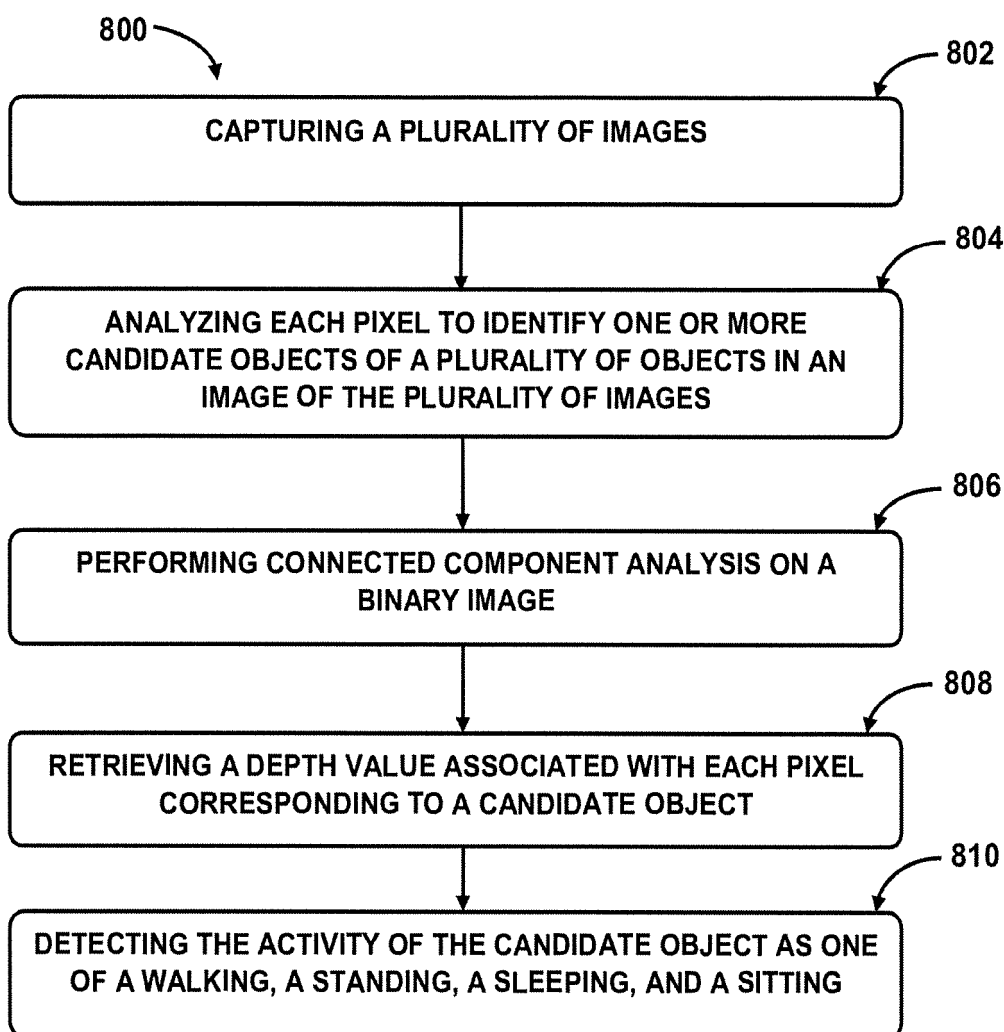 800
802
CAPTURING A PLURALITY OF IMAGES
804
ANALYZING EACH PIXEL TO IDENTIFY ONE OR MORE
CANDIDATE OBJECTS OF A PLURALITY OF OBJECTS IN AN
IMAGE OF THE PLURALITY OF IMAGES
806
PERFORMING CONNECTED COMPONENT ANALYSIS ON A
BINARY IMAGE
808
RETRIEVING A DEPTH VALUE ASSOCIATED WITH EACH PIXEL
CORRESPONDING TO A CANDIDATE OBJECT
810
DETECTING THE ACTIVITY OF THE CANDIDATE OBJECT AS ONE
OF A WALKING, A STANDING, A SLEEPING, AND A SITTING